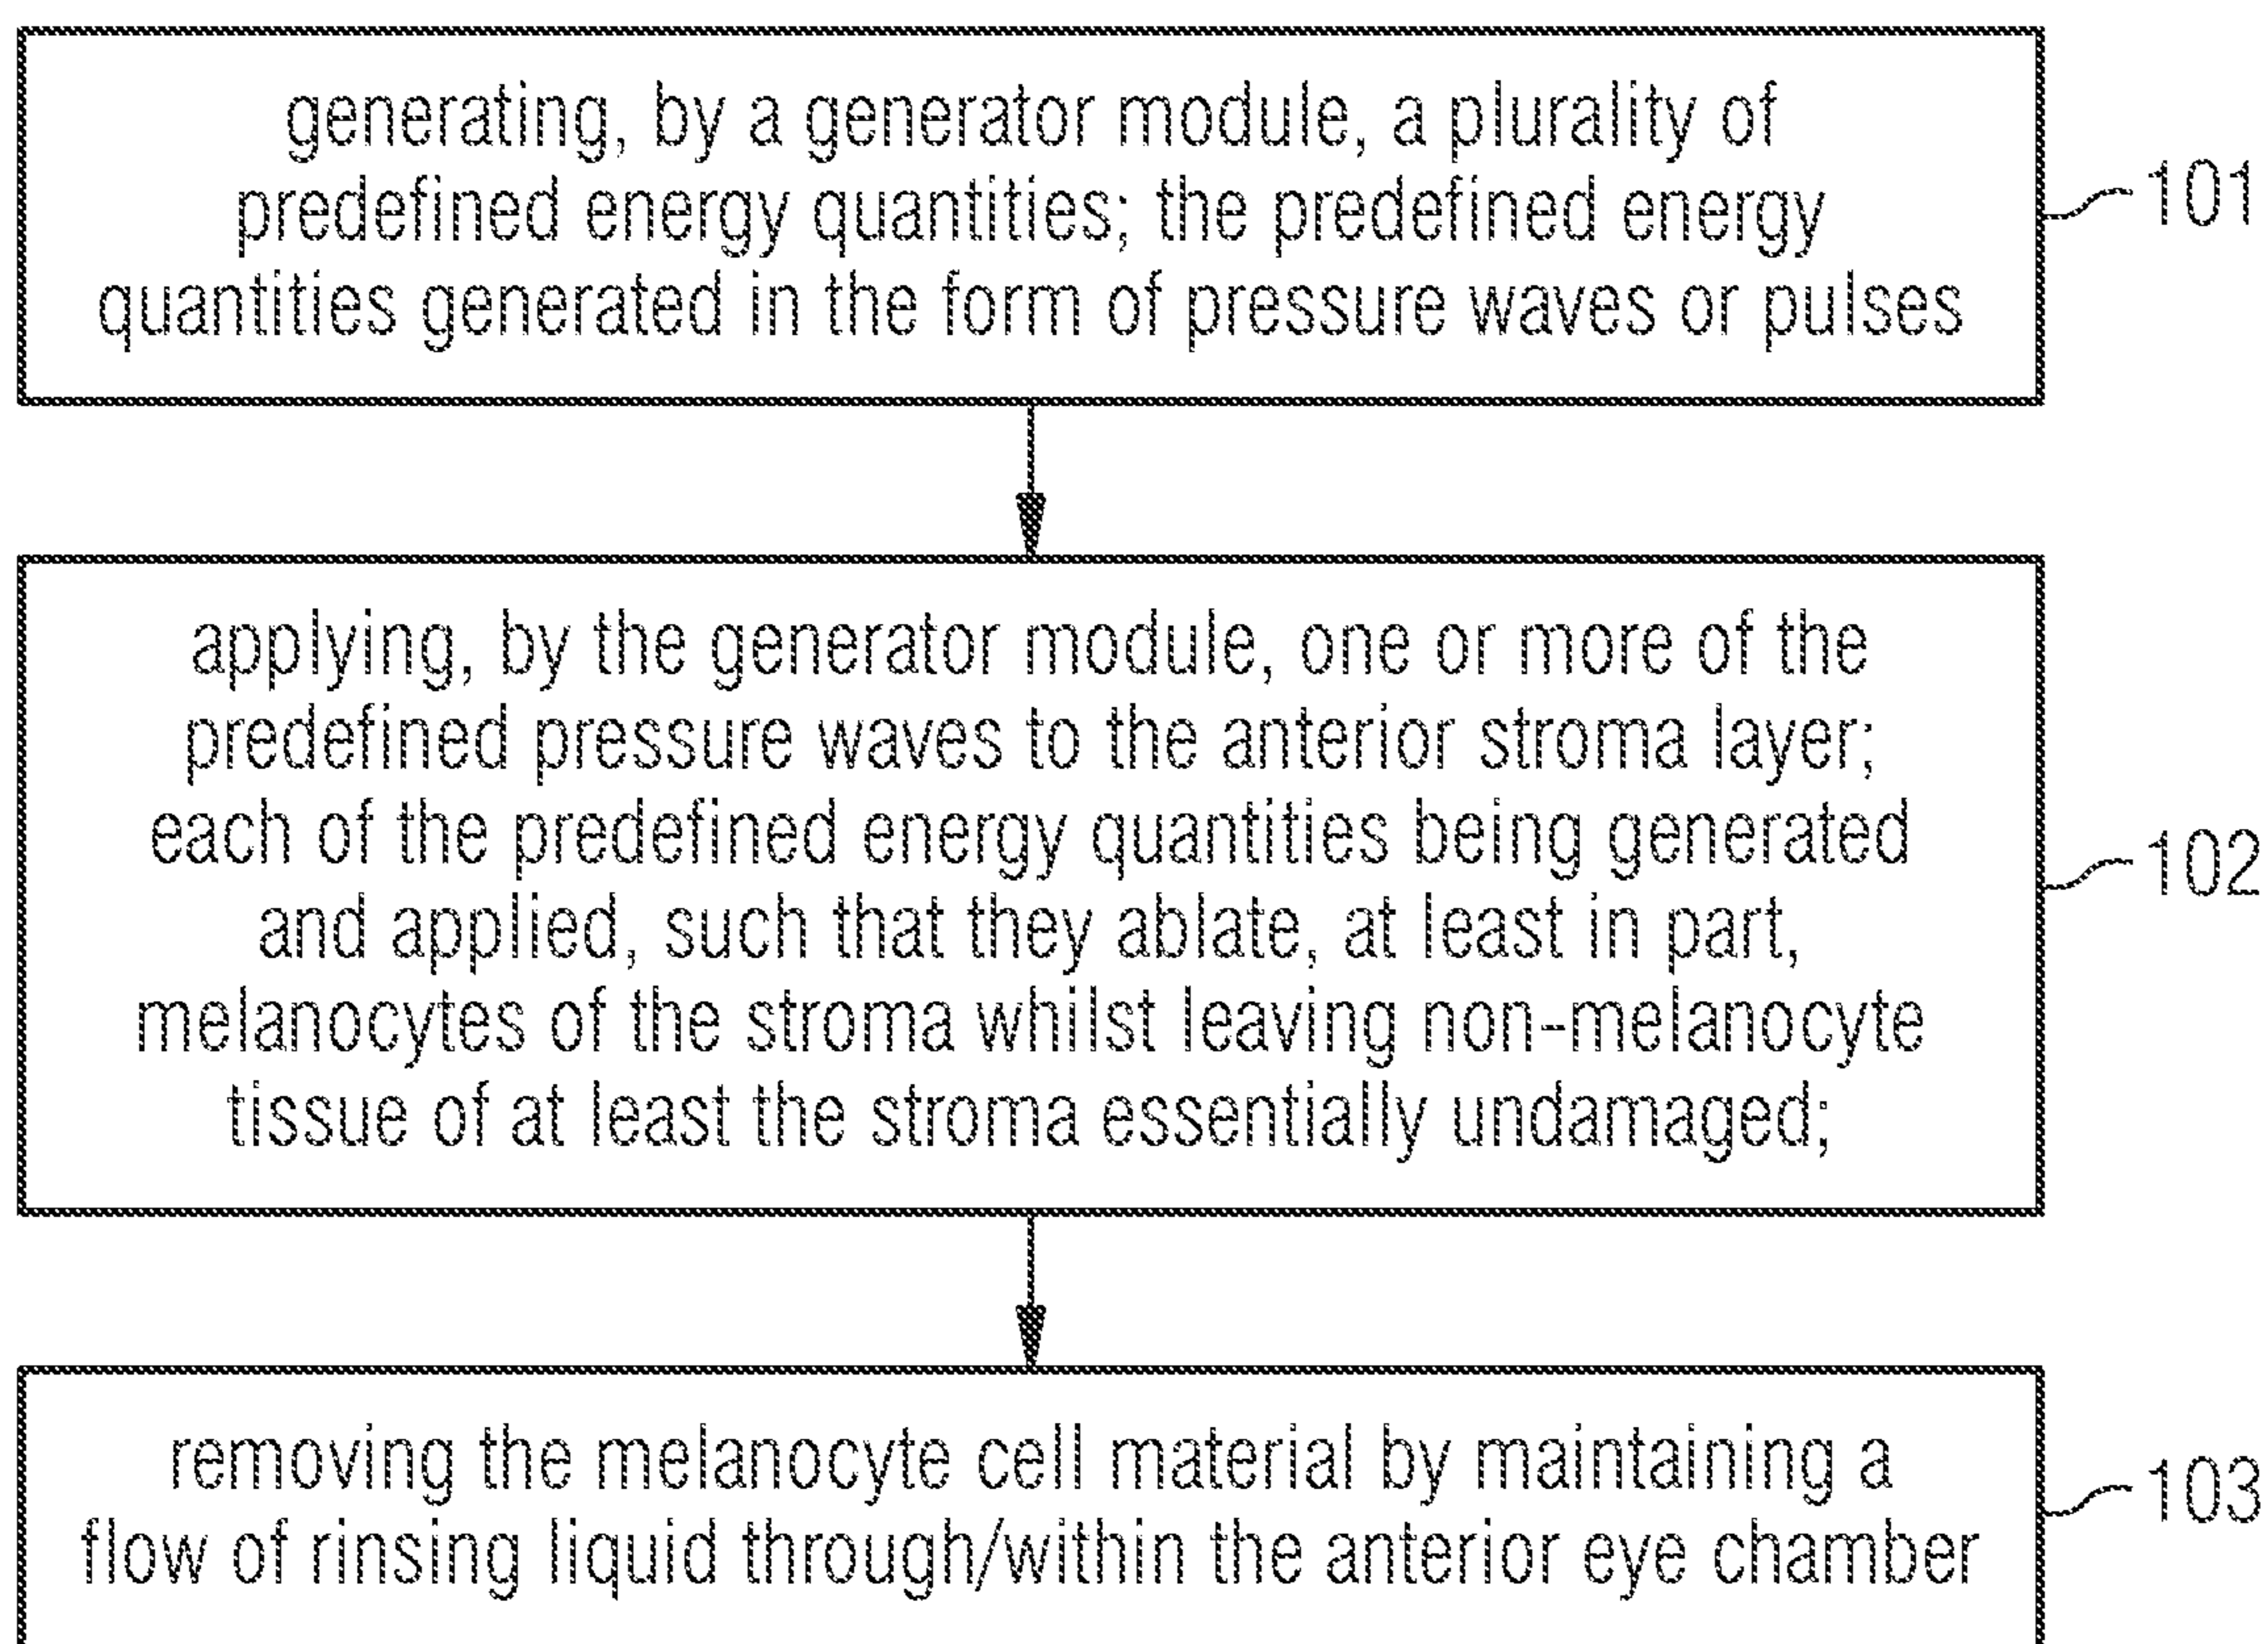 generating, by a generator module, a plurality of
predefined energy quantities; the predefined energy
quantities generated in the form of pressure waves or pulses
101
applying, by the generator module, one or more of the
predefined pressure waves to the anterior stroma layer;
each of the predefined energy quantities being generated
and applied, such that they ablate, at least in part,
melanocytes of the stroma whilst leaving non-melanocyte
tissue of at least the stroma essentially undamaged;
102
removing the melanocyte cell material by maintaining a
flow of rinsing liquid through/within the anterior eye chamber
103